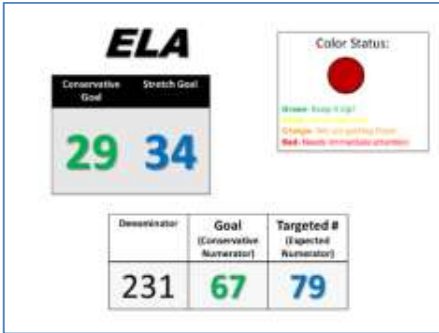 ELA
Color Status:
Conservative Goal
Stretch Goal
29
34
Green- Keep it up!
Orange- We are getting there
Red- Needs immediate attention
Denominator
Goal
(Conservative
Numerator)
Targeted #
(Expected
Numerator)
231
67
79